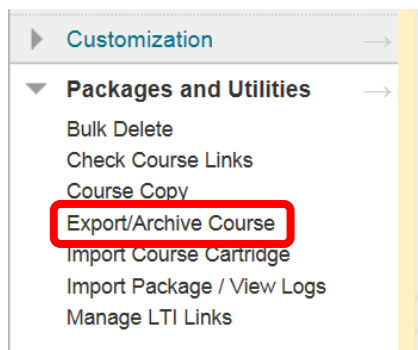 Customization
Packages and Utilities
Bulk Delete
Check Course Links
Course Copy
Export/Archive Course
Import Course Cartridge
Import Package / View Logs
Manage LTI Links